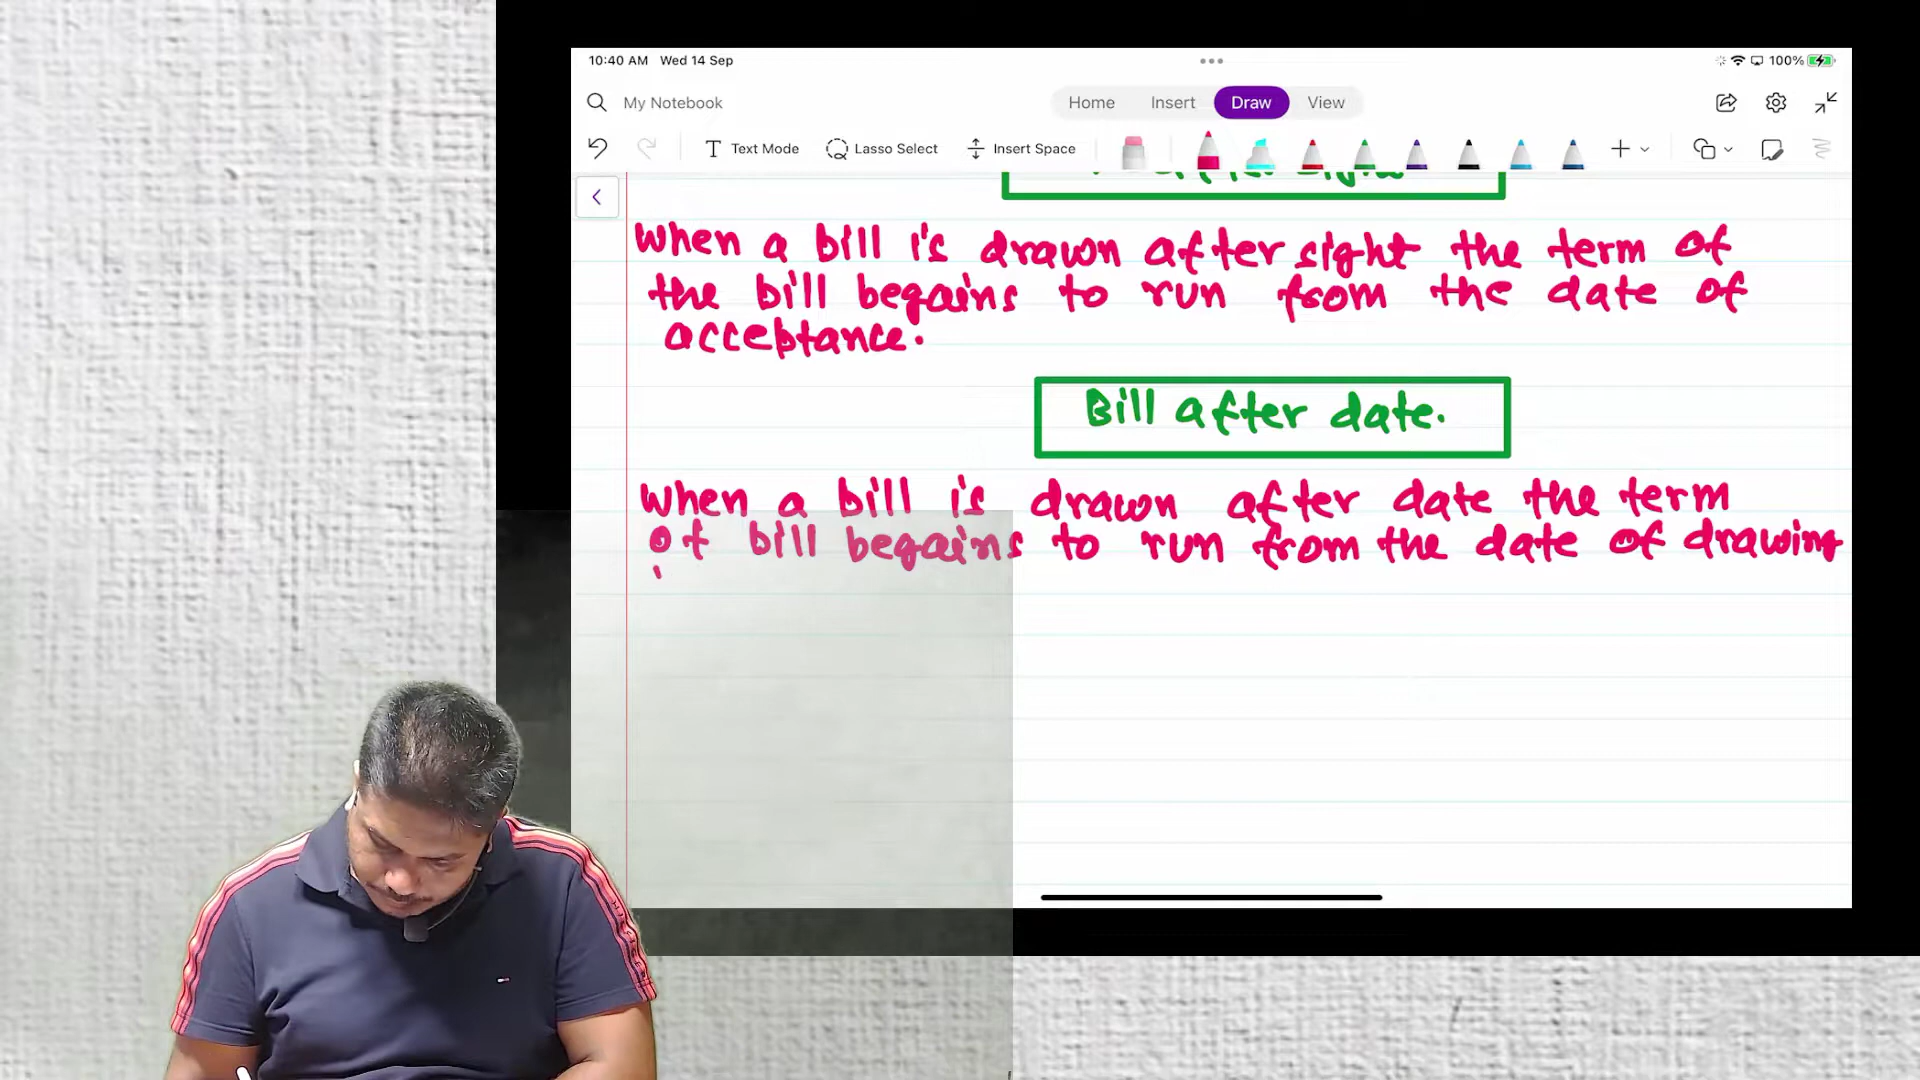 10:40 AM Wed 14 Sep
100%
My Notebook
Home Insert Draw View
Text Mode Lasso Select Insert Space
after sight
When a bill is drawn after sight the term of
the bill begains to run from the date of
acceptance.
Bill after date.
When a bill is drawn after date the term
of bill begains to run from the date of drawing